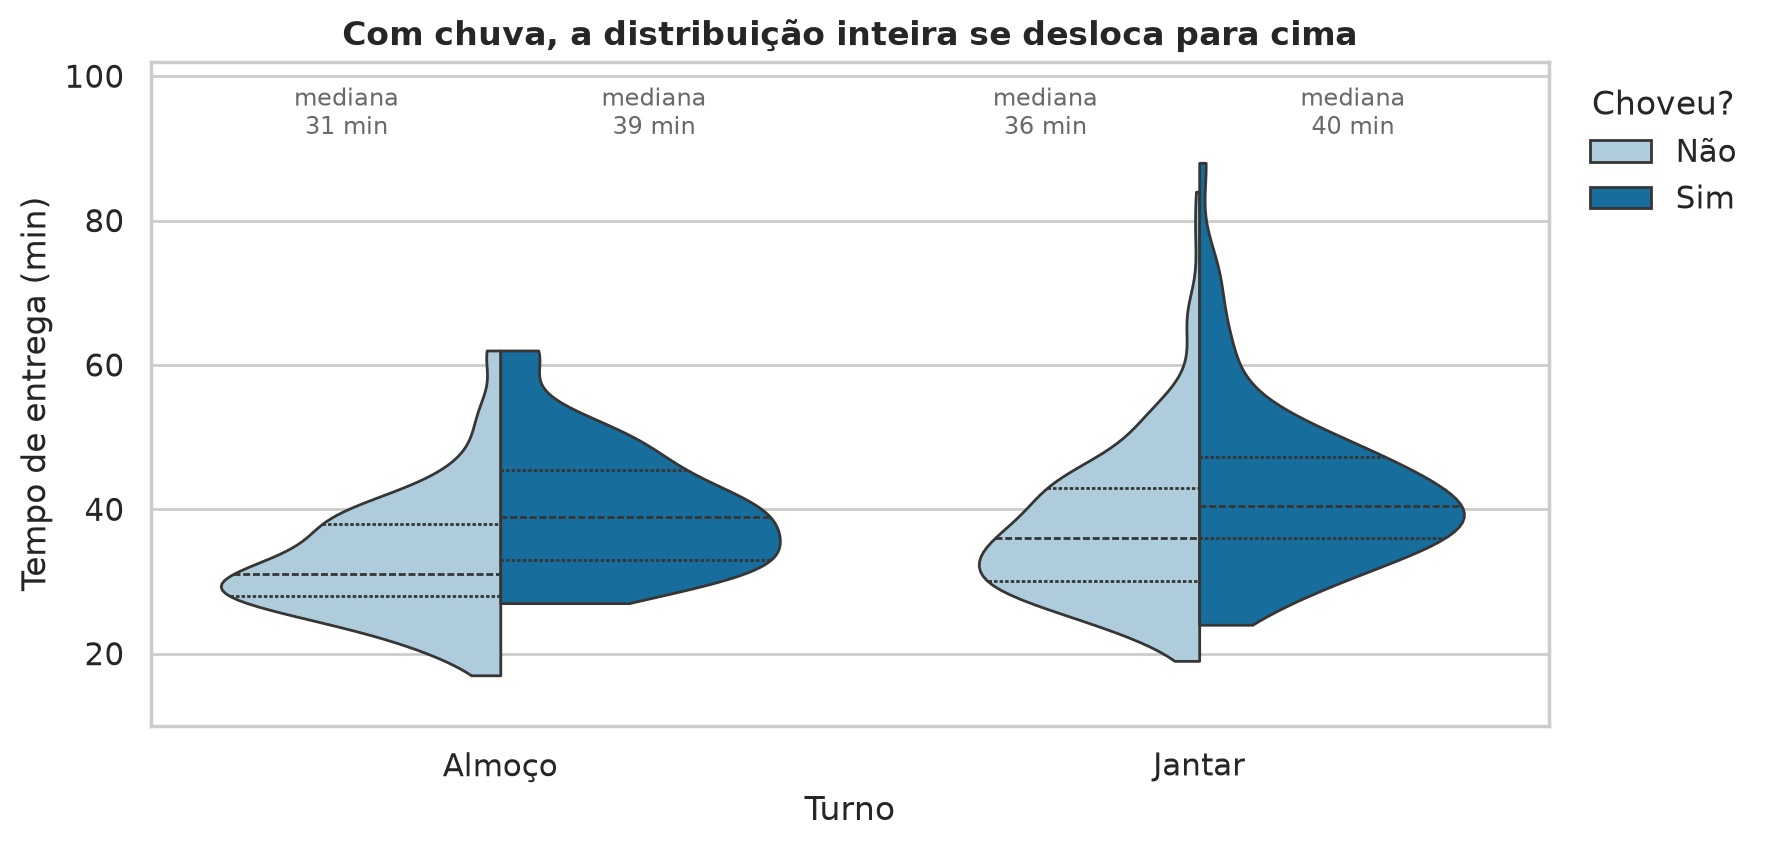 Com chuva, a distribuição inteira se desloca para cima
100
80
60
40
20
Tempo de entrega (min)
mediana
31 min
mediana
39 min
mediana
36 min
mediana
40 min
Choveu?
Não
Sim
Almoço
Jantar
Turno